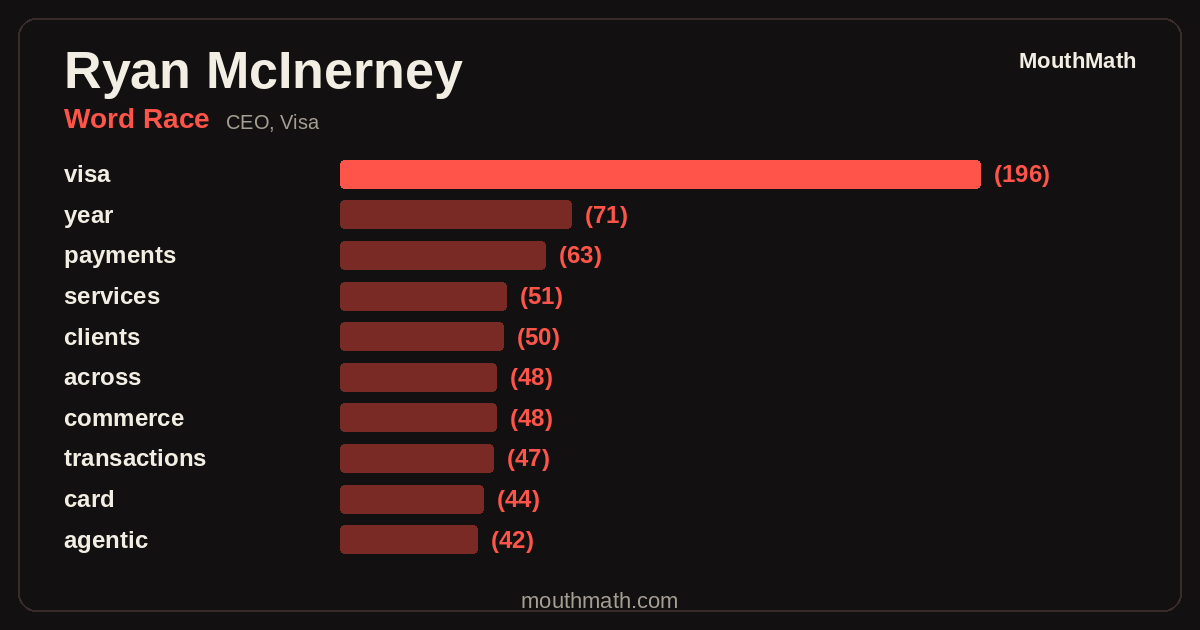 Ryan McInerney
MouthMath
Word Race CEO, Visa
visa (196)
year (71)
payments (63)
services (51)
clients (50)
across (48)
commerce (48)
transactions (47)
card (44)
agentic (42)
mouthmath.com